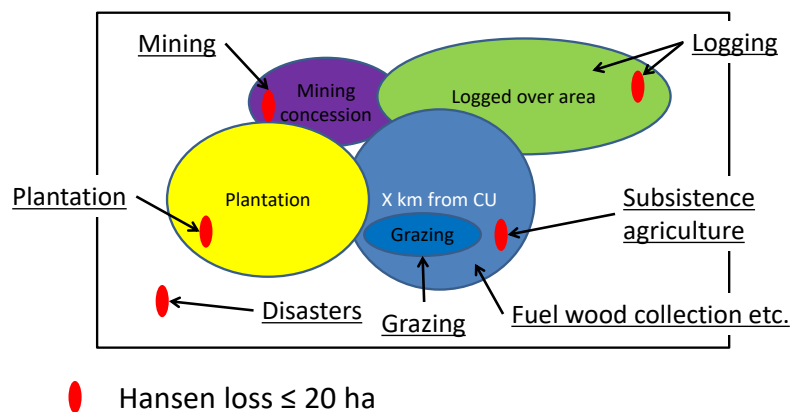 Mining
Logging
Mining
concession
Logged over area
Plantation
Plantation
X km from CU
Subsistence
agriculture
Grazing
Disasters
Grazing
Fuel wood collection etc.
Hansen loss ≤ 20 ha